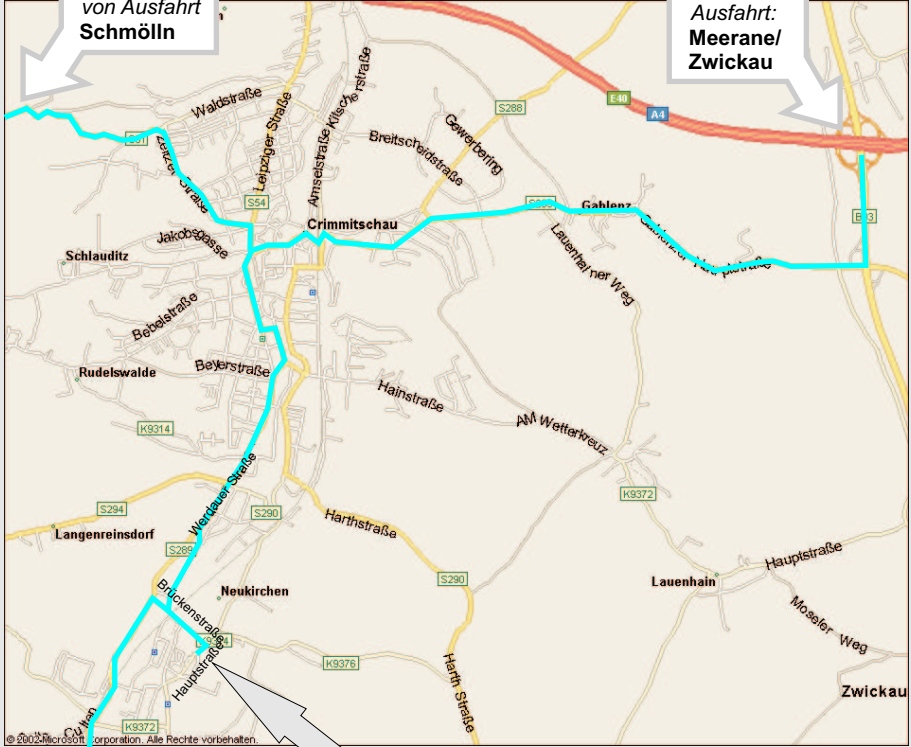 von Ausfahrt
Schmölln
Ausfahrt:
Meerane/
Zwickau
E40
A4
S288
Waldstraße
Leipziger Straße
Amselstraße
Breitscheidstraße
Gewerbering
Zeitzer Straße
S54
Crimmitschau
Gablenz
B93
Jakobsgasse
Schlauditz
Lauenhainer Weg
Bebelstraße
Beyerstraße
Rudelswalde
Hainstraße
AM Wetterkreuz
K9314
K9372
Werdauer Straße
S294
S290
Harthstraße
Langenreinsdorf
S289
S290
Lauenhain
Hauptstraße
Neukirchen
Brückenstraße
Moseler Weg
K9376
Hauptstraße
Harth Straße
Zwickau
K9372
© 2002 Microsoft Corporation. Alle Rechte vorbehalten.